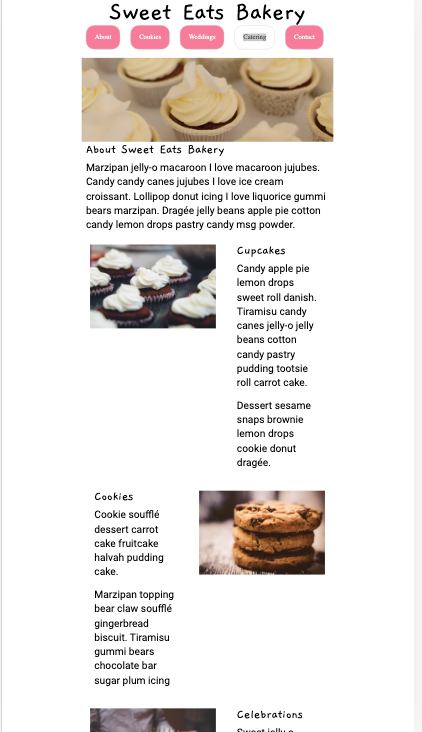 Sweet Eats Bakery
About Cookies Weddings Catering Contact
About Sweet Eats Bakery
Marzipan jelly-o macaroon I love macaroon jujubes.
Candy candy canes jujubes I love ice cream
croissant. Lollipop donut icing I love liquorice gummi
bears marzipan. Dragée jelly beans apple pie cotton
candy lemon drops pastry candy msg powder.
Cupcakes
Candy apple pie
lemon drops
sweet roll danish.
Tiramisu candy
canes jelly-o jelly
beans cotton
candy pastry
pudding tootsie
roll carrot cake.
Dessert sesame
snaps brownie
lemon drops
cookie donut
dragée.
Cookies
Cookie soufflé
dessert carrot
cake fruitcake
halvah pudding
cake.
Marzipan topping
bear claw soufflé
gingerbread
biscuit. Tiramisu
gummi bears
chocolate bar
sugar plum icing
Celebrations
Sweet jelly-o